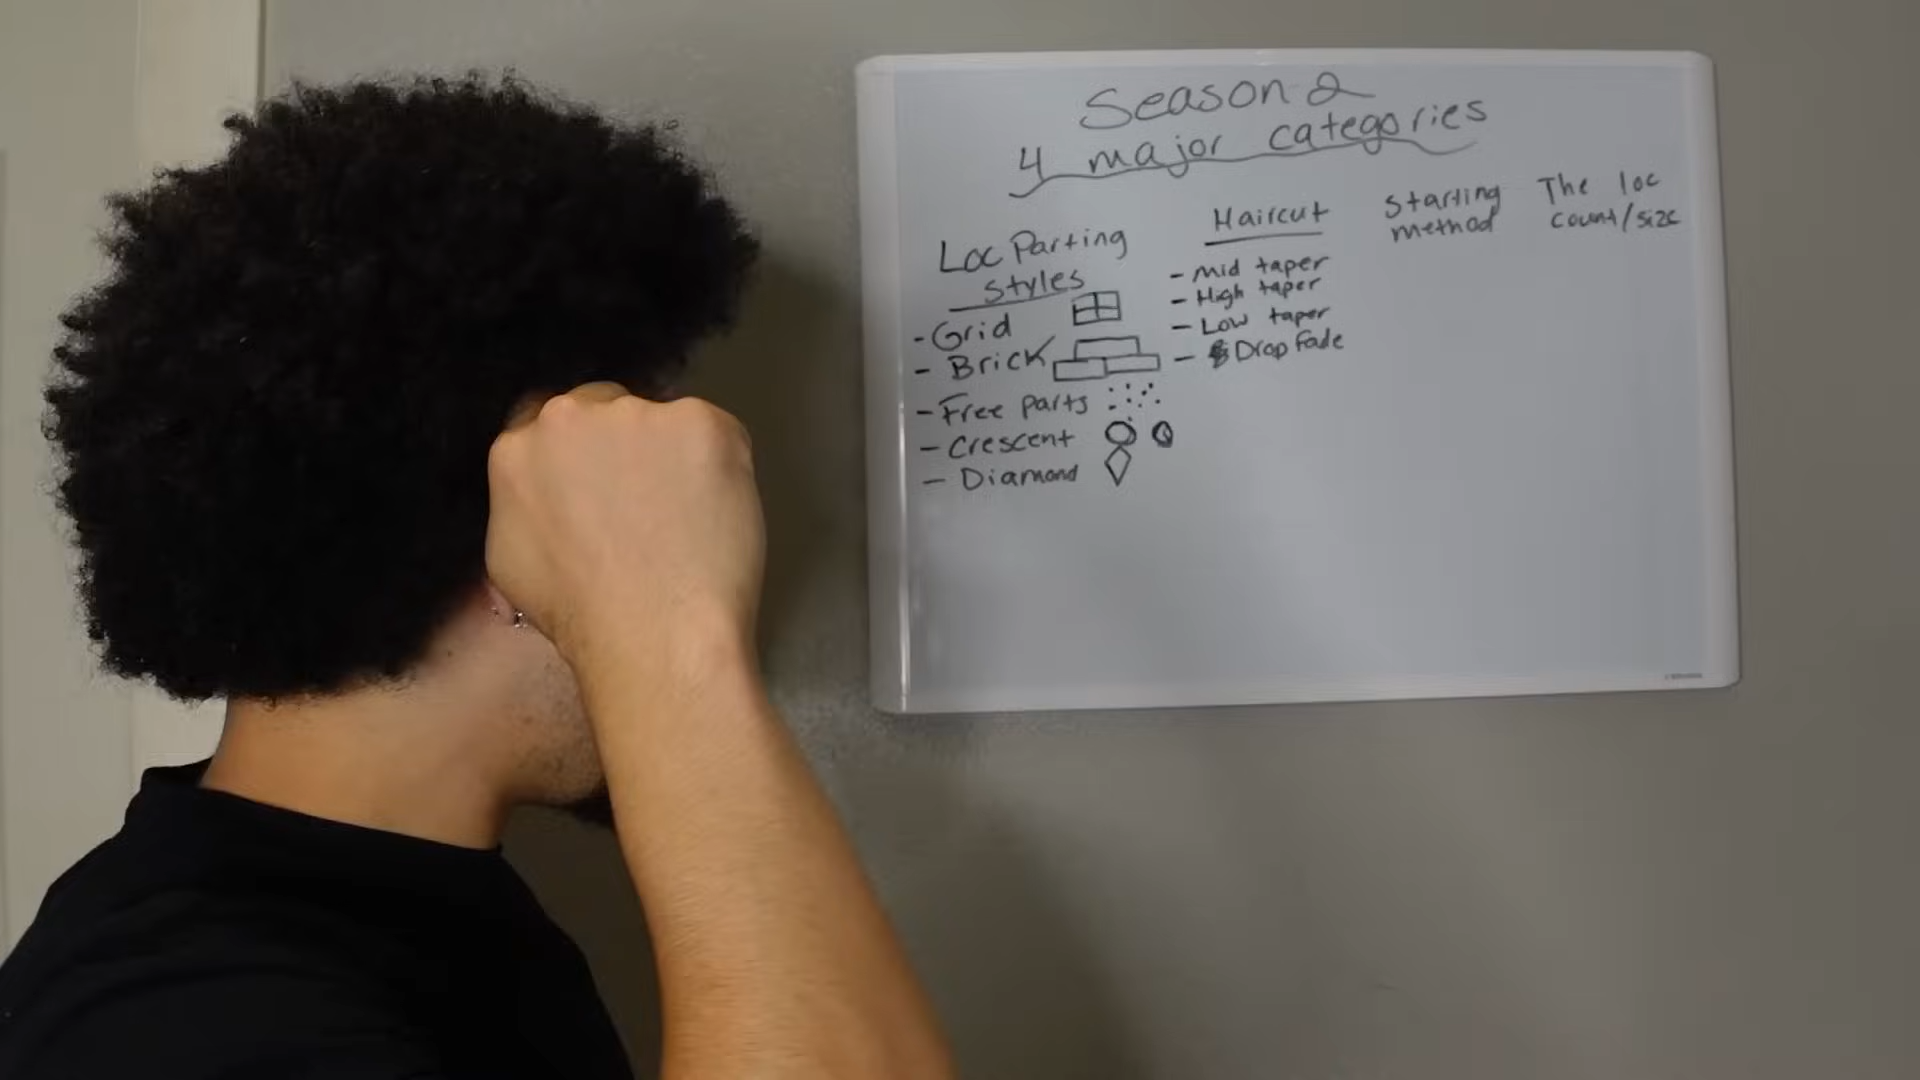 Season 2
4 major categories
Loc Parting
styles
- Grid
- Brick
- Free parts
- Crescent
- Diamond
Haircut
- Mid taper
- High taper
- Low taper
- Drop fade
Starting
method
The loc
count/size